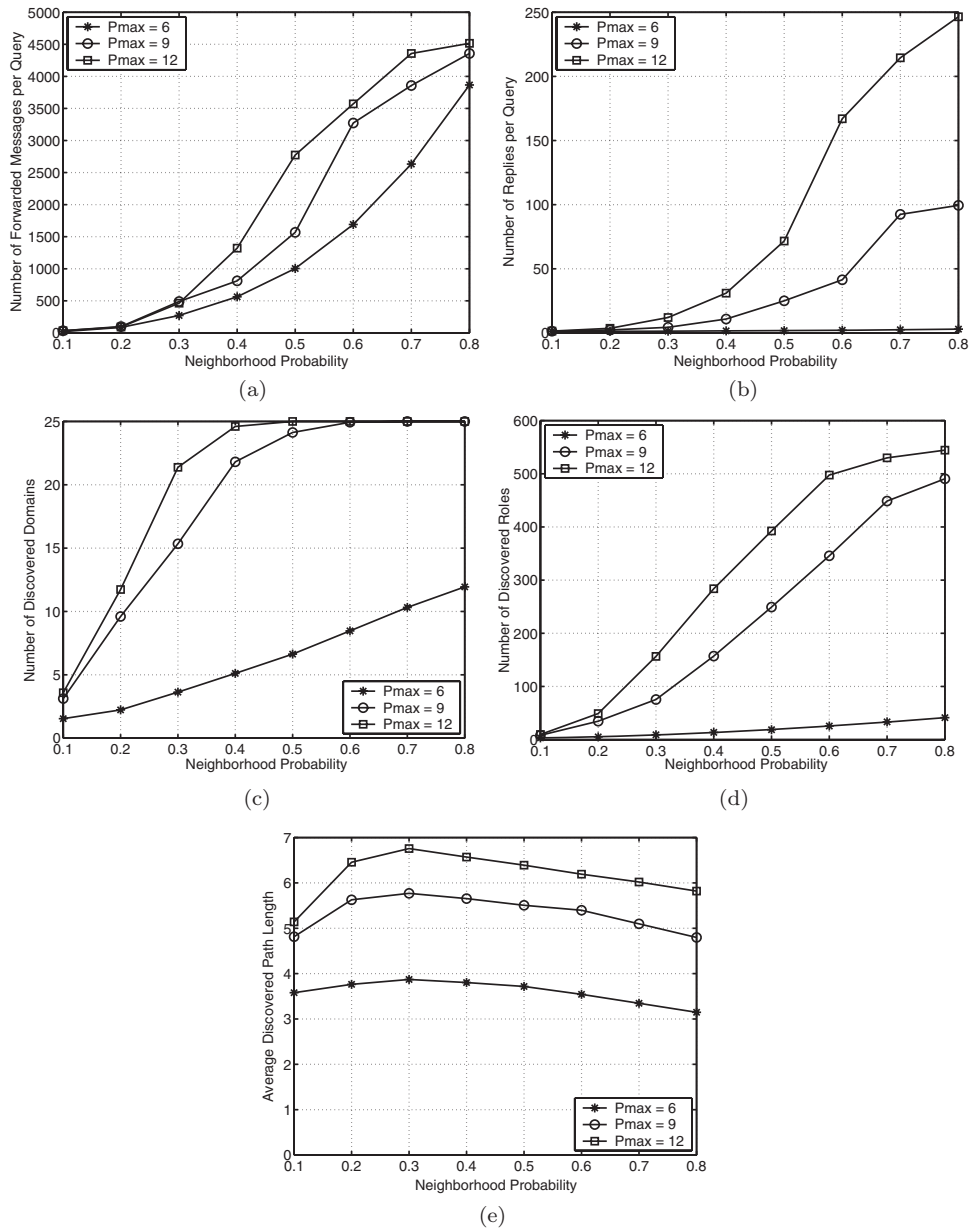 Pmax = 6
Pmax = 9
Pmax = 12
Number of Forwarded Messages per Query
4500
4000
3500
3000
2500
2000
1500
1000
500
0
0.1 0.2 0.3 0.4 0.5 0.6 0.7 0.8
Neighborhood Probability
(a)
Pmax = 6
Pmax = 9
Pmax = 12
Number of Replies per Query
250
200
150
100
50
0
0.1 0.2 0.3 0.4 0.5 0.6 0.7 0.8
Neighborhood Probability
(b)
Number of Discovered Domains
25
20
15
10
5
0
Pmax = 6
Pmax = 9
Pmax = 12
0.1 0.2 0.3 0.4 0.5 0.6 0.7 0.8
Neighborhood Probability
(c)
Pmax = 6
Pmax = 9
Pmax = 12
Number of Discovered Roles
600
500
400
300
200
100
0
0.1 0.2 0.3 0.4 0.5 0.6 0.7 0.8
Neighborhood Probability
(d)
Average Discovered Path Length
7
6
5
4
3
2
1
0
Pmax = 6
Pmax = 9
Pmax = 12
0.1 0.2 0.3 0.4 0.5 0.6 0.7 0.8
Neighborhood Probability
(e)